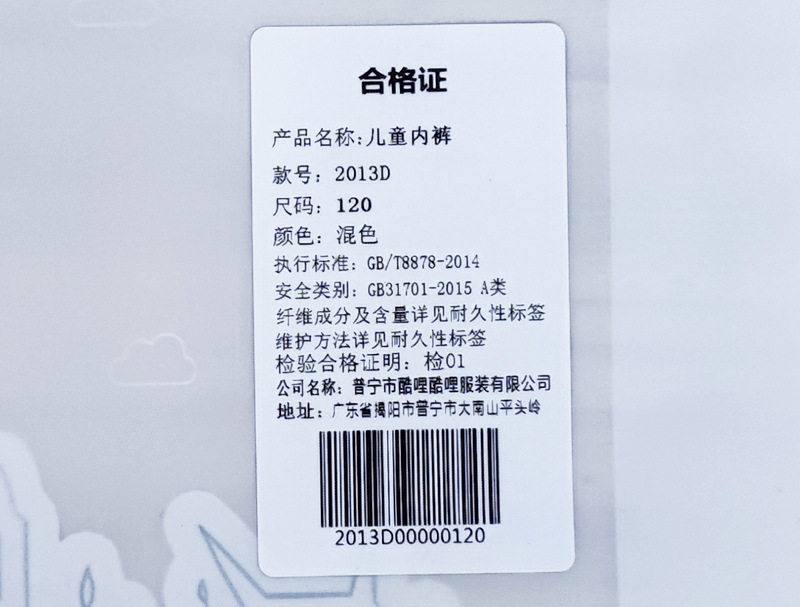 合格证
产品名称:儿童内裤
款号：2013D
尺码：120
颜色：混色
执行标准：GB/T8878-2014
安全类别：GB31701-2015 A类
纤维成分及含量详见耐久性标签
维护方法详见耐久性标签
检验合格证明：检01
公司名称：普宁市酷哩酷哩服装有限公司
地址：广东省揭阳市普宁市大南山平头岭
2013D00000120